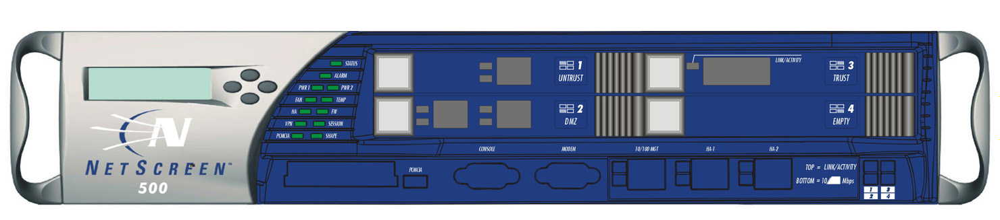 STATUS
ALARM
PWR 1 PWR 2
FAN TEMP
HA FW
VPN SESSION
PCMCIA SHAPE
N
NETSCREEN™
500
1
UNTRUST
2
DMZ
LINK/ACTIVITY
3
TRUST
4
EMPTY
CONSOLE MODEM 10/100 MGT HA-1 HA-2
PCMCIA
TOP = LINK/ACTIVITY
BOTTOM = 10 Mbps
1 3
2 4